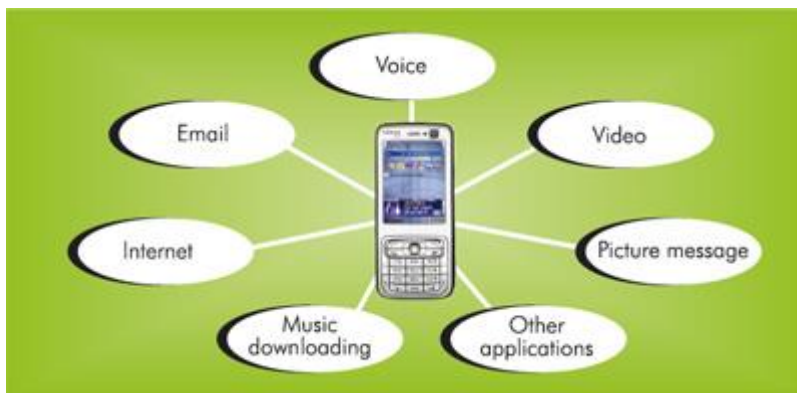 Voice
Email
Video
Internet
Picture message
Music
downloading
Other
applications